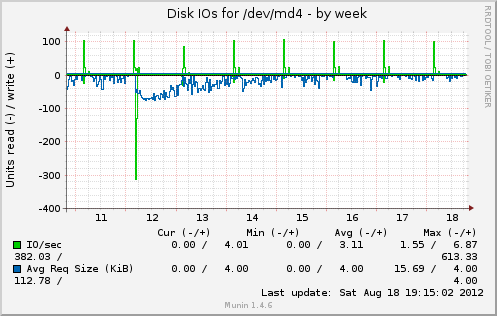 Disk IOs for /dev/md4 - by week
RRDTOOL / TOBI OETIKER
Units read (-) / write (+)
100
0
-100
-200
-300
-400
11 12 13 14 15 16 17 18
Cur (-/+) Min (-/+) Avg (-/+) Max (-/+)
IO/sec 0.00 / 4.01 0.00 / 3.11 1.55 / 6.87
382.03 / 613.33
Avg Req Size (KiB) 0.00 / 4.00 0.00 / 4.00 15.69 / 4.00
112.78 / 4.00
Last update: Sat Aug 18 19:15:02 2012
Munin 1.4.6